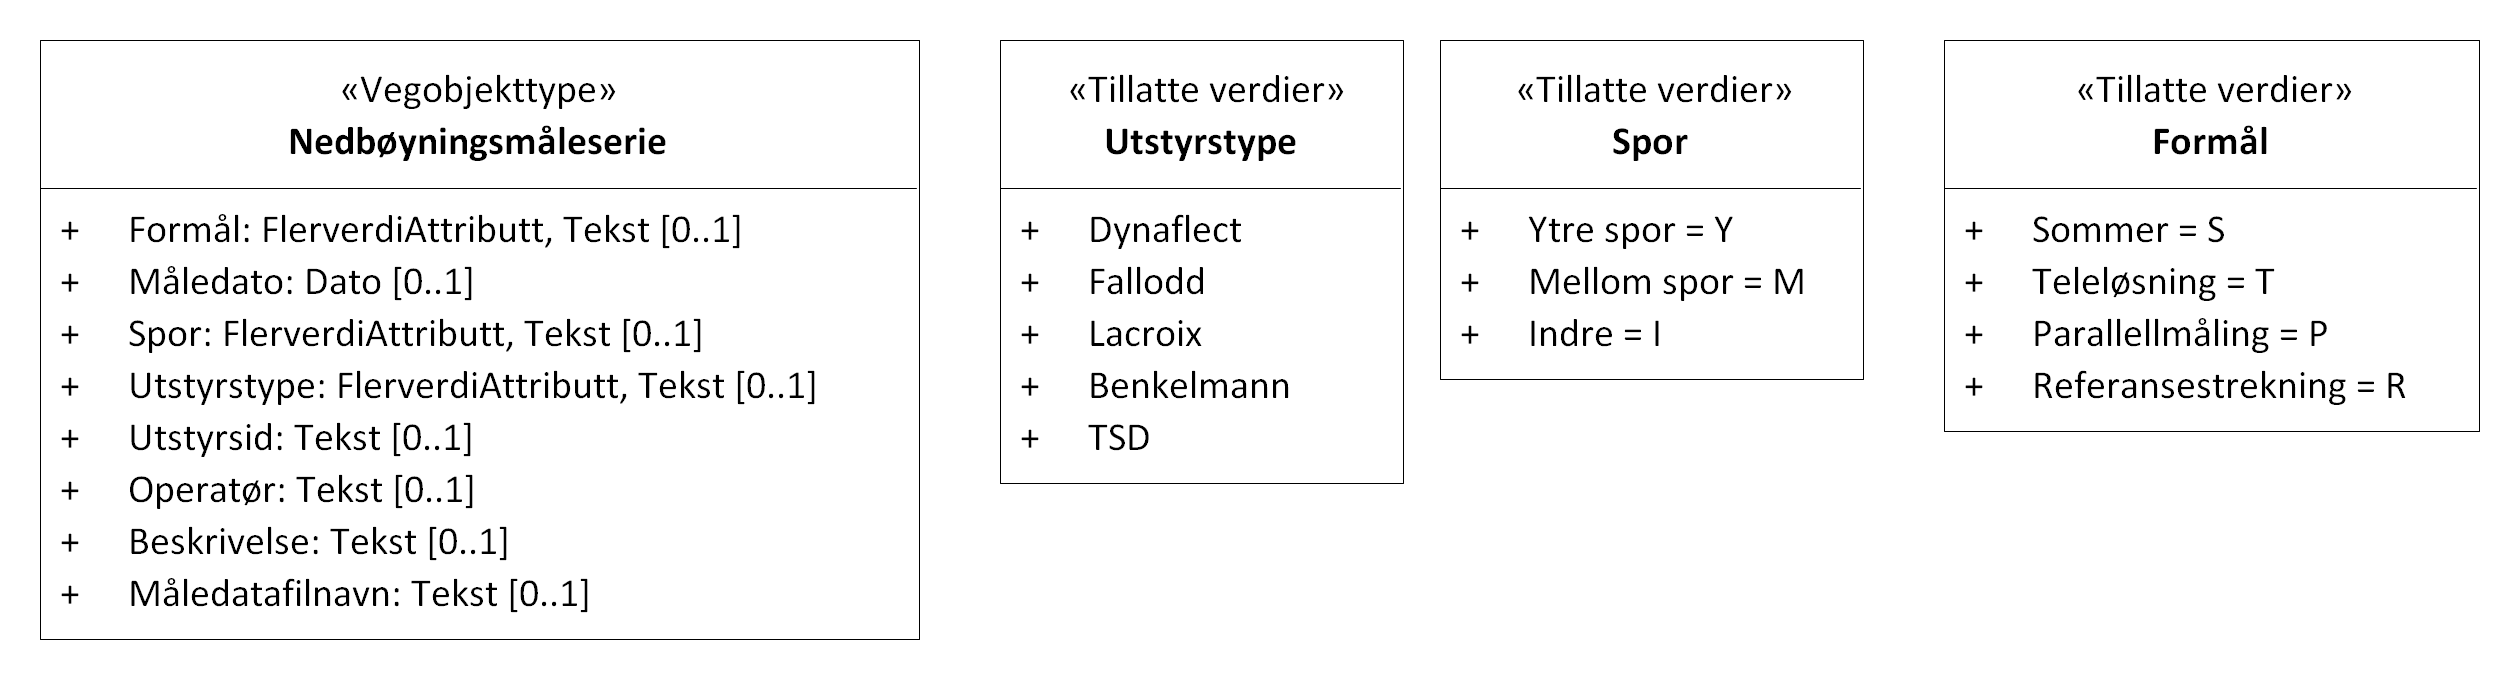 «Vegobjekttype»
Nedbøyningsmåleserie
+ Formål: FlerverdiAttributt, Tekst [0..1]
+ Måledato: Dato [0..1]
+ Spor: FlerverdiAttributt, Tekst [0..1]
+ Utstyrstype: FlerverdiAttributt, Tekst [0..1]
+ Utstyrsid: Tekst [0..1]
+ Operatør: Tekst [0..1]
+ Beskrivelse: Tekst [0..1]
+ Måledatafilnavn: Tekst [0..1]
«Tillatte verdier»
Utstyrstype
+ Dynaflect
+ Fallodd
+ Lacroix
+ Benkelmann
+ TSD
«Tillatte verdier»
Spor
+ Ytre spor = Y
+ Mellom spor = M
+ Indre = I
«Tillatte verdier»
Formål
+ Sommer = S
+ Teleløsning = T
+ Parallellmåling = P
+ Referansestrekning = R